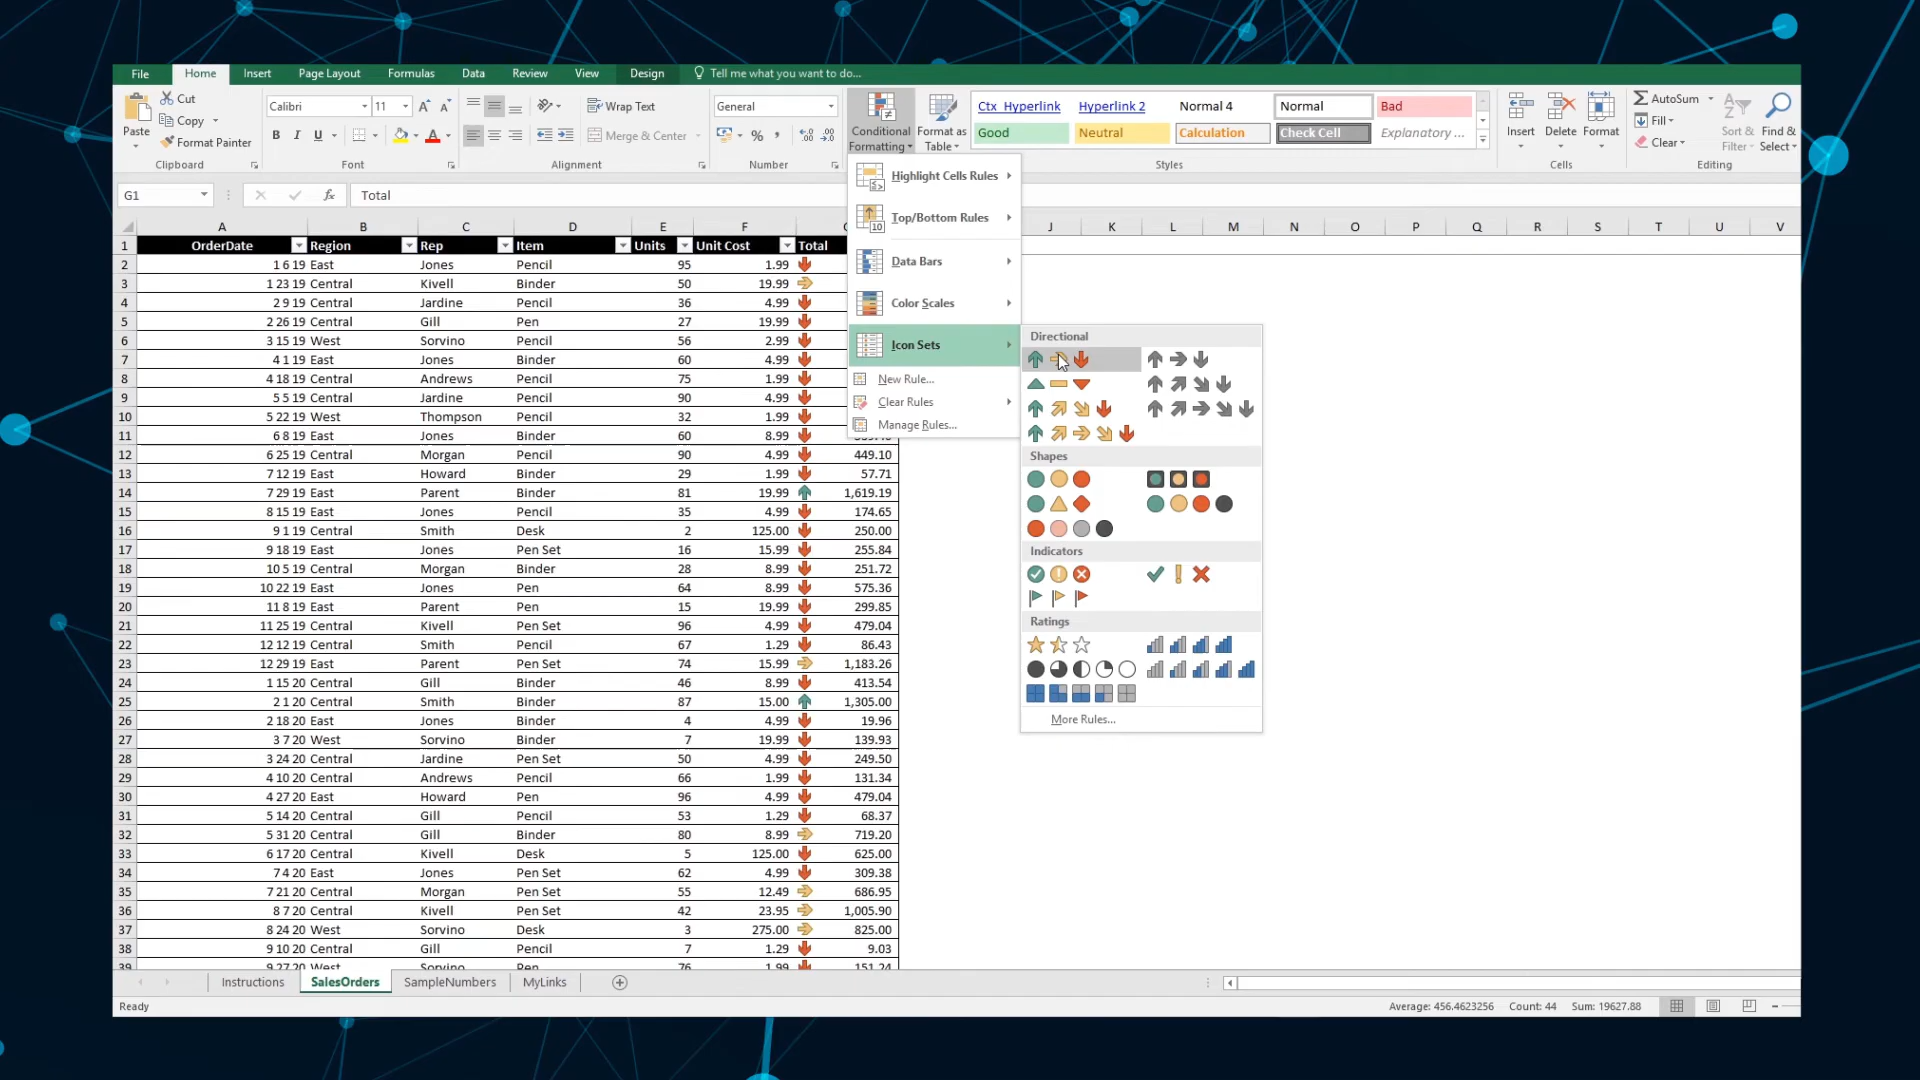 File Home Insert Page Layout Formulas Data Review View Design Tell me what you want to do...
Paste Cut Copy Format Painter
Calibri 11 A A
B I U A
Wrap Text
Merge & Center
General
% ,
Conditional Formatting
Format as Table
Ctx_Hyperlink Hyperlink 2 Normal 4 Normal Bad
Good Neutral Calculation Check Cell Explanatory ...
Insert Delete Format
AutoSum
Fill
Clear
Sort & Filter
Find & Select
Clipboard Font Alignment Number Styles Cells Editing
G1 fx Total
Highlight Cells Rules
Top/Bottom Rules
Data Bars
Color Scales
Icon Sets
New Rule...
Clear Rules
Manage Rules...
Directional
Shapes
Indicators
Ratings
More Rules...
A B C D E F J K L M N O P Q R S T U V
1 OrderDate Region Rep Item Units Unit Cost Total
2 1 6 19 East Jones Pencil 95 1.99
3 1 23 19 Central Kivell Binder 50 19.99
4 2 9 19 Central Jardine Pencil 36 4.99
5 2 26 19 Central Gill Pen 27 19.99
6 3 15 19 West Sorvino Pencil 56 2.99
7 4 1 19 East Jones Binder 60 4.99
8 4 18 19 Central Andrews Pencil 75 1.99
9 5 5 19 Central Jardine Pencil 90 4.99
10 5 22 19 West Thompson Pencil 32 1.99
11 6 8 19 East Jones Binder 60 8.99
12 6 25 19 Central Morgan Pencil 90 4.99 449.10
13 7 12 19 East Howard Binder 29 1.99 57.71
14 7 29 19 East Parent Binder 81 19.99 1,619.19
15 8 15 19 East Jones Pencil 35 4.99 174.65
16 9 1 19 Central Smith Desk 2 125.00 250.00
17 9 18 19 East Jones Pen Set 16 15.99 255.84
18 10 5 19 Central Morgan Binder 28 8.99 251.72
19 10 22 19 East Jones Pen 64 8.99 575.36
20 11 8 19 East Parent Pen 15 19.99 299.85
21 11 25 19 Central Kivell Pen Set 96 4.99 479.04
22 12 12 19 Central Smith Pencil 67 1.29 86.43
23 12 29 19 East Parent Pen Set 74 15.99 1,183.26
24 1 15 20 Central Gill Binder 46 8.99 413.54
25 2 1 20 Central Smith Binder 87 15.00 1,305.00
26 2 18 20 East Jones Binder 4 4.99 19.96
27 3 7 20 West Sorvino Binder 7 19.99 139.93
28 3 24 20 Central Jardine Pen Set 50 4.99 249.50
29 4 10 20 Central Andrews Pencil 66 1.99 131.34
30 4 27 20 East Howard Pen 96 4.99 479.04
31 5 14 20 Central Gill Pencil 53 1.29 68.37
32 5 31 20 Central Gill Binder 80 8.99 719.20
33 6 17 20 Central Kivell Desk 5 125.00 625.00
34 7 4 20 East Jones Pen Set 62 4.99 309.38
35 7 21 20 Central Morgan Pen Set 55 12.49 686.95
36 8 7 20 Central Kivell Pen Set 42 23.95 1,005.90
37 8 24 20 West Sorvino Desk 3 275.00 825.00
38 9 10 20 Central Gill Pencil 7 1.29 9.03
39 9 27 20 West Sorvino Pen 76 1.99 151.24
Instructions SalesOrders SampleNumbers MyLinks
Ready Average: 456.4623256 Count: 44 Sum: 19627.88